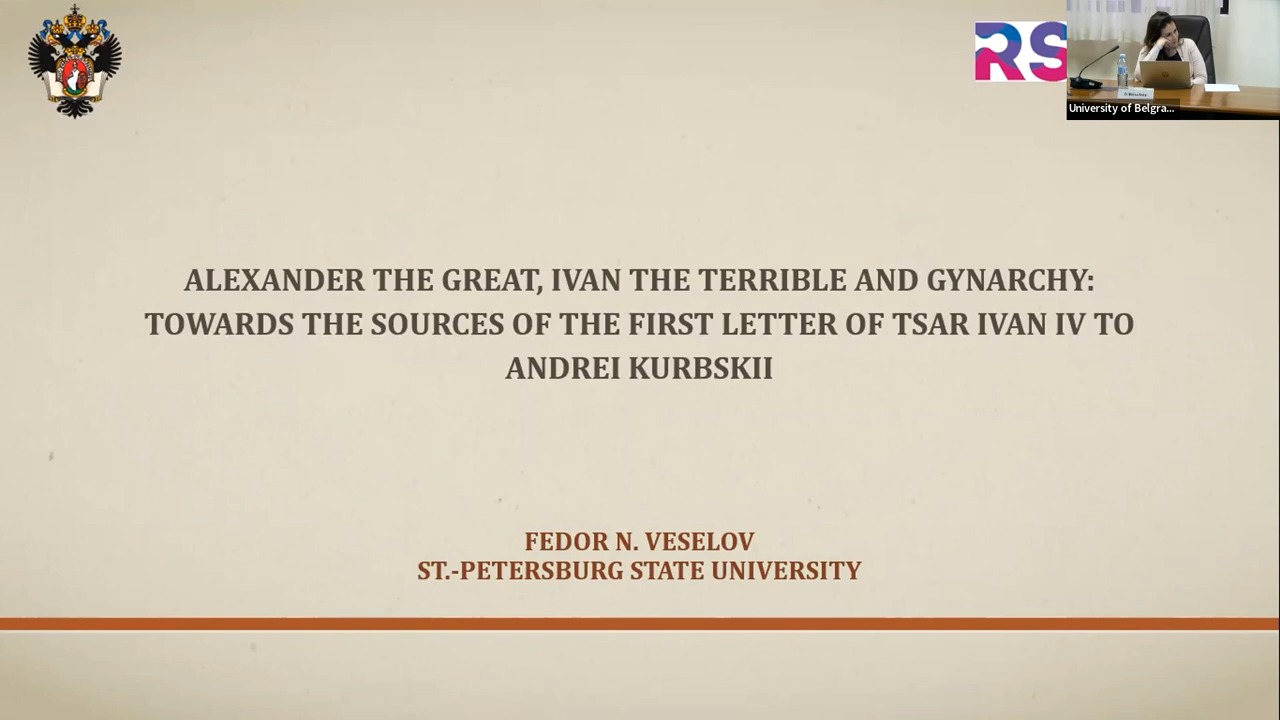 RS
University of Belgra...
ALEXANDER THE GREAT, IVAN THE TERRIBLE AND GYNARCHY:
TOWARDS THE SOURCES OF THE FIRST LETTER OF TSAR IVAN IV TO
ANDREI KURBSKII
FEDOR N. VESELOV
ST.-PETERSBURG STATE UNIVERSITY